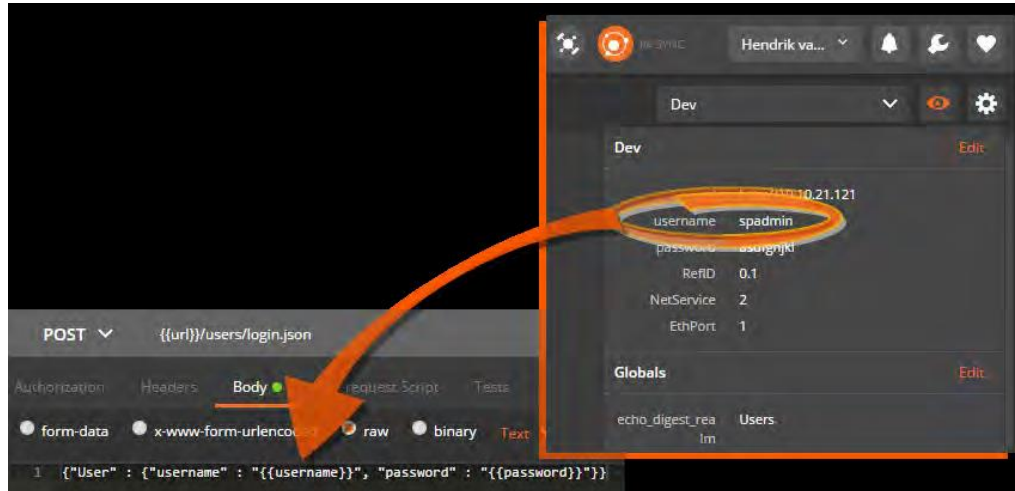 IN SYNC
Hendrik va...
Dev
Dev Edit
10.21.121
username spadmin
password asdfghjkl
RefID 0.1
NetService 2
EthPort 1
Globals Edit
echo_digest_rea Users
lm
POST {{url}}/users/login.json
Authorization Headers Body request Script Tests
form-data x-www-form-urlencoded raw binary Text
1 {"User" : {"username" : "{{username}}", "password" : "{{password}}"}}